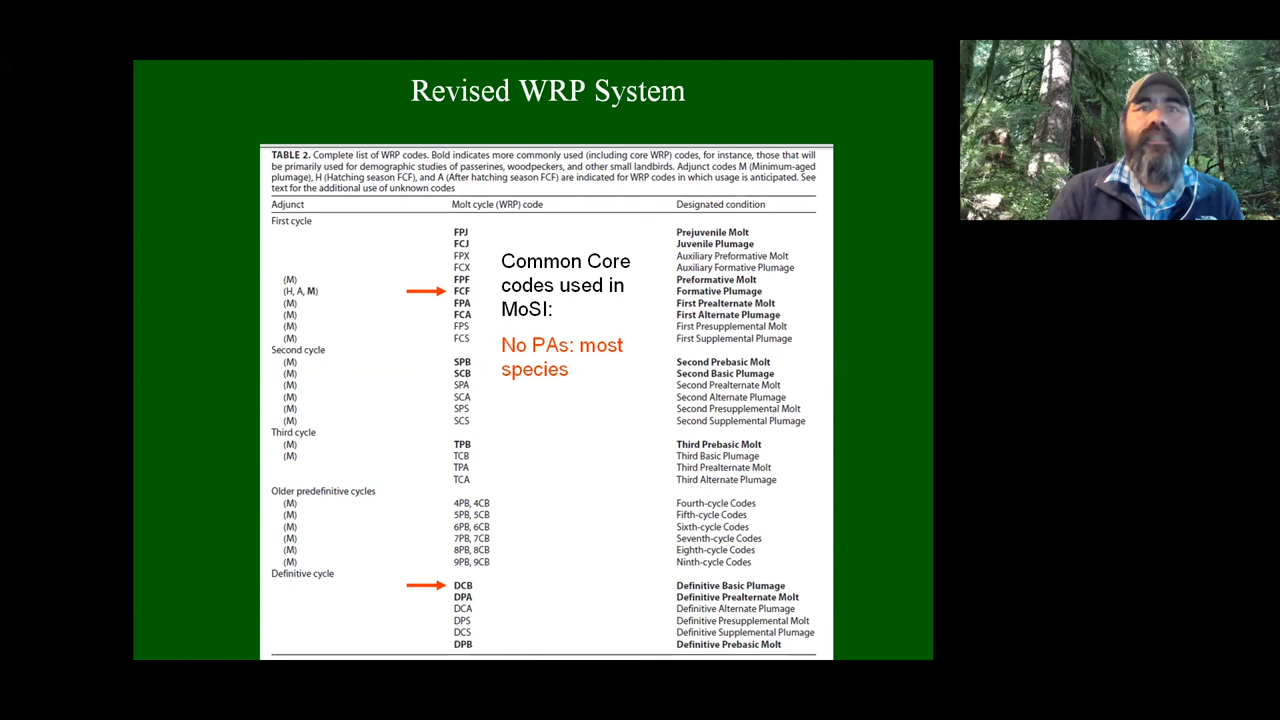 Revised WRP System
TABLE 2. Complete list of WRP codes. Bold indicates more commonly used (including core WRP) codes, for instance, those that will
be primarily used for demographic studies of passerines, woodpeckers, and other small landbirds. Adjunct codes M (Minimum-aged
plumage), H (Hatching season FCF), and A (After hatching season FCF) are indicated for WRP codes in which usage is anticipated. See
text for the additional use of unknown codes
Adjunct Molt cycle (WRP) code Designated condition
First cycle
FPJ Prejuvenile Molt
FCJ Juvenile Plumage
FPX Auxiliary Preformative Molt
FCX Auxiliary Formative Plumage
(M) FPF Preformative Molt
(H, A, M) FCF Formative Plumage
(M) FPA First Prealternate Molt
(M) FCA First Alternate Plumage
(M) FPS First Presupplemental Molt
(M) FCS First Supplemental Plumage
Common Core
codes used in
MoSI:
No PAs: most
species
Second cycle
(M) SPB Second Prebasic Molt
(M) SCB Second Basic Plumage
(M) SPA Second Prealternate Molt
(M) SCA Second Alternate Plumage
(M) SPS Second Presupplemental Molt
(M) SCS Second Supplemental Plumage
Third cycle
(M) TPB Third Prebasic Molt
(M) TCB Third Basic Plumage
TPA Third Prealternate Molt
TCA Third Alternate Plumage
Older predefinitive cycles
(M) 4PB, 4CB Fourth-cycle Codes
(M) 5PB, 5CB Fifth-cycle Codes
(M) 6PB, 6CB Sixth-cycle Codes
(M) 7PB, 7CB Seventh-cycle Codes
(M) 8PB, 8CB Eighth-cycle Codes
(M) 9PB, 9CB Ninth-cycle Codes
Definitive cycle
DCB Definitive Basic Plumage
DPA Definitive Prealternate Molt
DCA Definitive Alternate Plumage
DPS Definitive Presupplemental Molt
DCS Definitive Supplemental Plumage
DPB Definitive Prebasic Molt